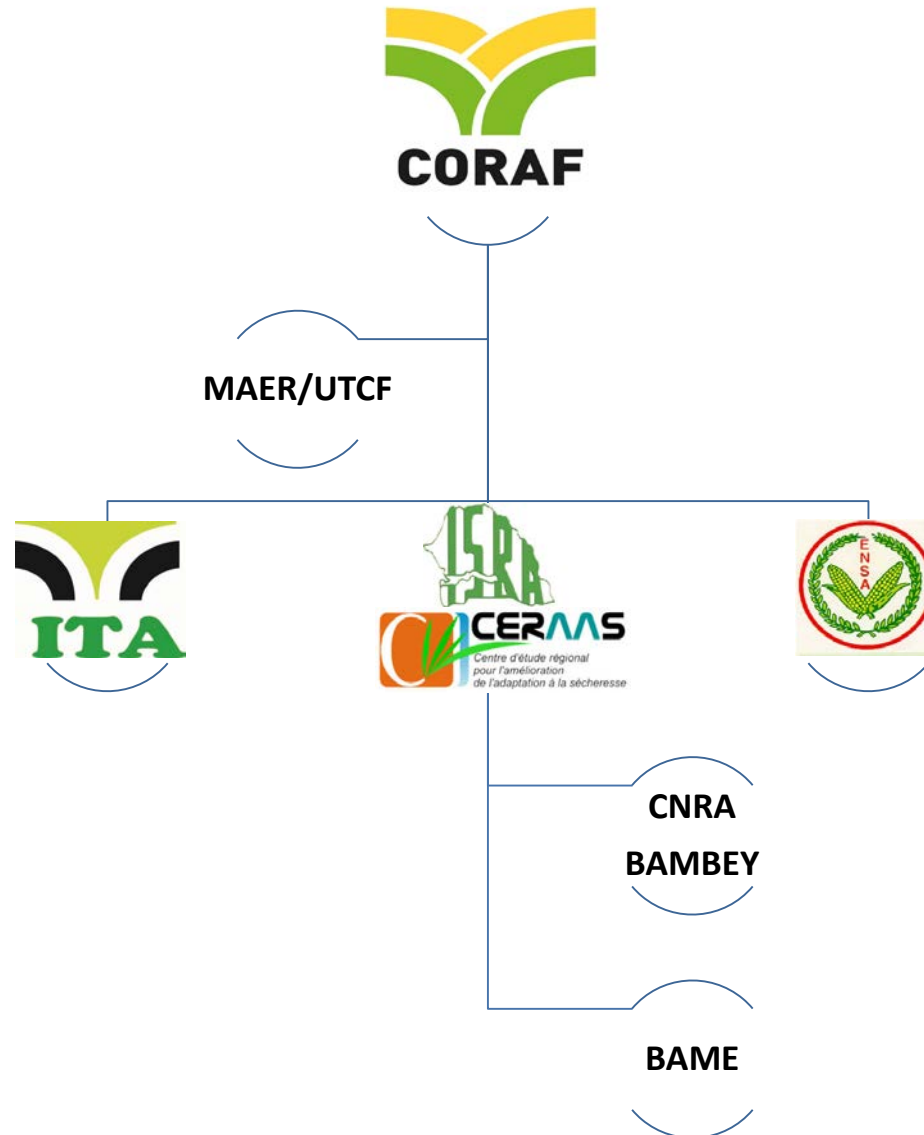 CORAF
MAER/UTCF
ITA
ISRA
CERAAS
Centre d'étude régional
pour l'amélioration
de l'adaptation à la sécheresse
ENSA
CNRA
BAMBEY
BAME